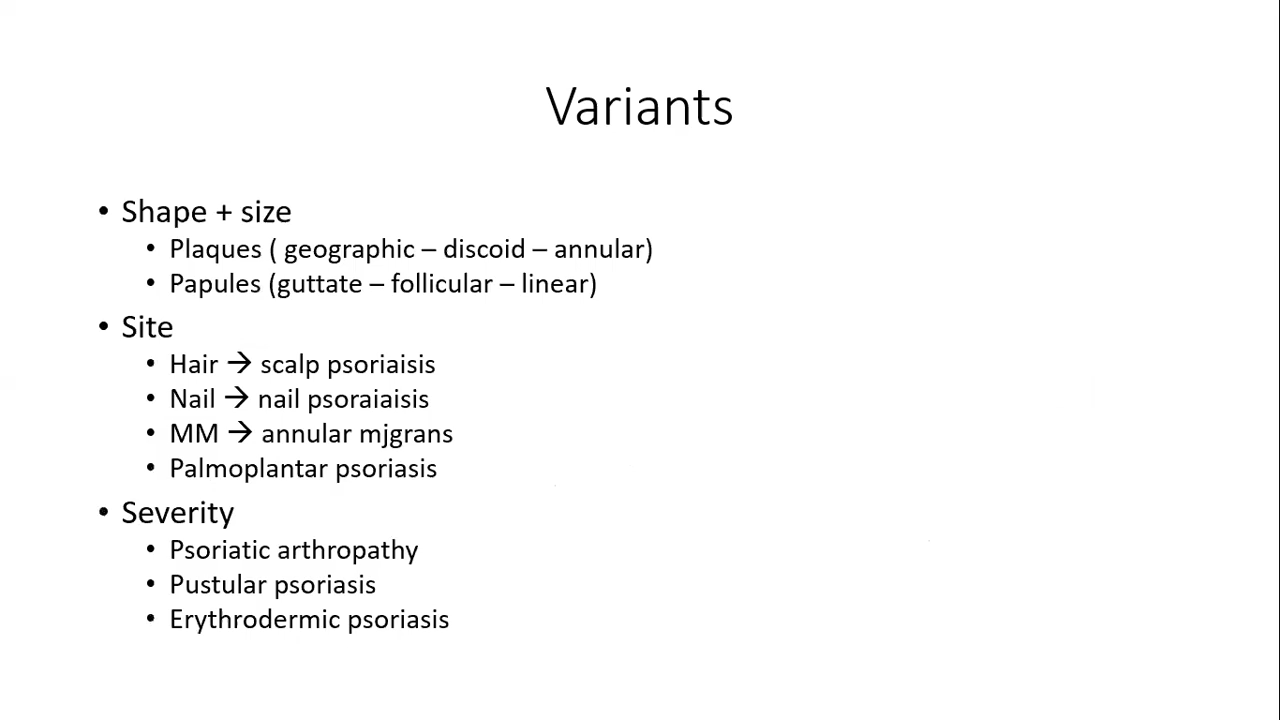 Variants
• Shape + size
• Plaques ( geographic – discoid – annular)
• Papules (guttate – follicular – linear)
• Site
• Hair → scalp psoriaisis
• Nail → nail psoraiaisis
• MM → annular mjgrans
• Palmoplantar psoriasis
• Severity
• Psoriatic arthropathy
• Pustular psoriasis
• Erythrodermic psoriasis